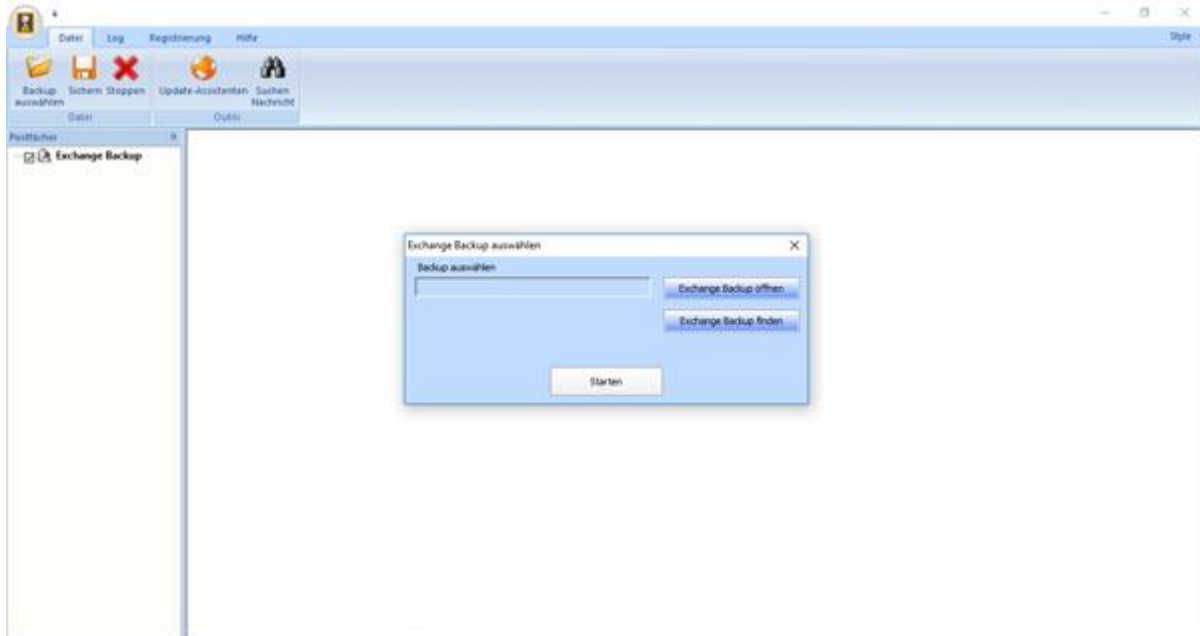 Datei Log Registrierung Hilfe Style
Backup auswählen
Sichern Stoppen
Update-Assistenten
Suchen Nachricht
Datei Outils
Postfächer
Exchange Backup
Exchange Backup auswählen
Backup auswählen
Exchange Backup öffnen
Exchange Backup finden
Starten